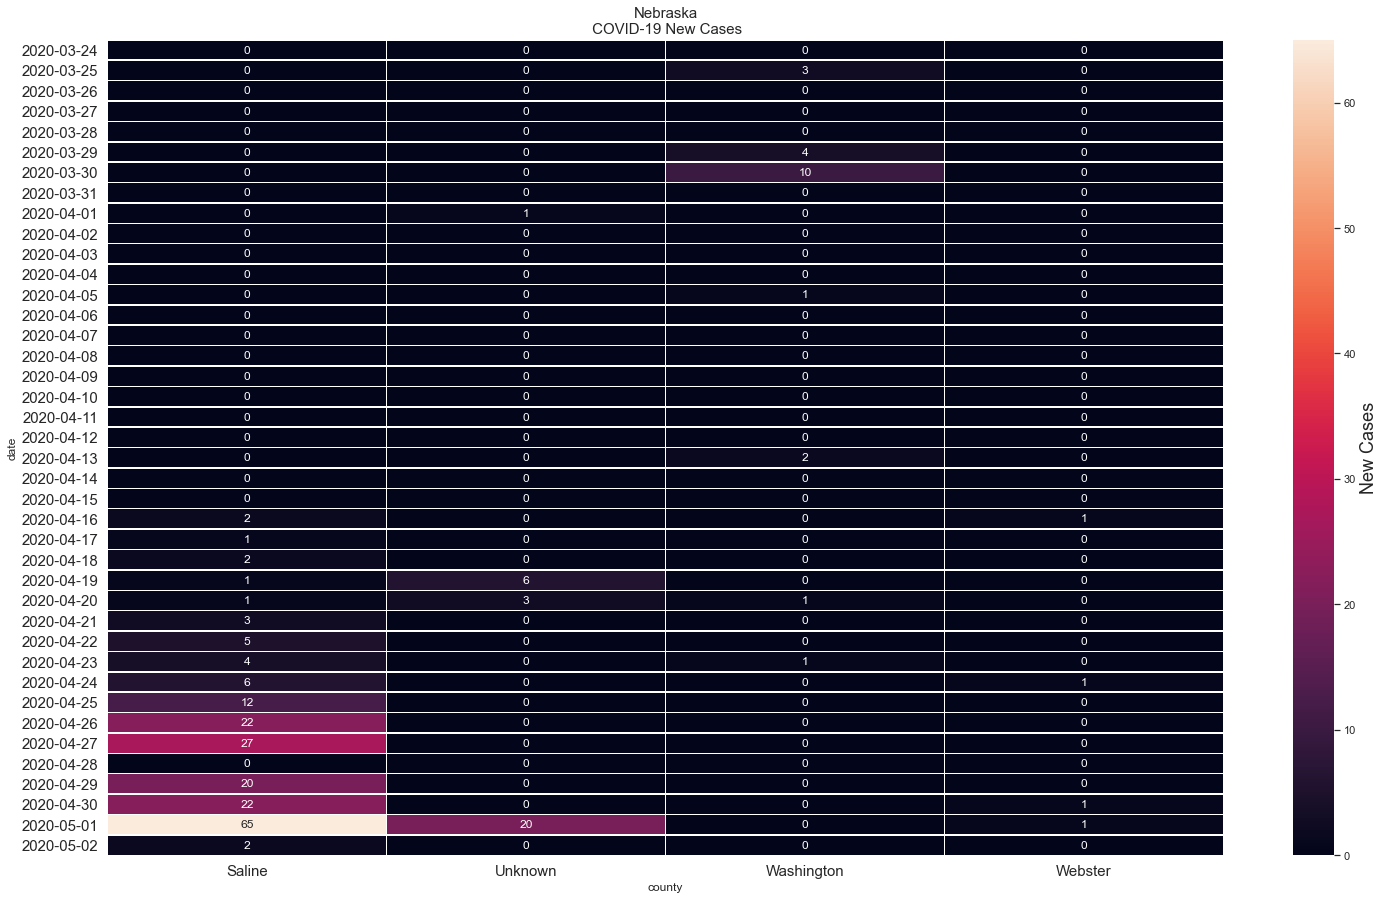 Nebraska
COVID-19 New Cases
2020-03-24 0 0 0 0
2020-03-25 0 0 3 0
2020-03-26 0 0 0 0
2020-03-27 0 0 0 0
2020-03-28 0 0 0 0
2020-03-29 0 0 4 0
2020-03-30 0 0 10 0
2020-03-31 0 0 0 0
2020-04-01 0 1 0 0
2020-04-02 0 0 0 0
2020-04-03 0 0 0 0
2020-04-04 0 0 0 0
2020-04-05 0 0 1 0
2020-04-06 0 0 0 0
2020-04-07 0 0 0 0
2020-04-08 0 0 0 0
2020-04-09 0 0 0 0
2020-04-10 0 0 0 0
2020-04-11 0 0 0 0
2020-04-12 0 0 0 0
2020-04-13 0 0 2 0
2020-04-14 0 0 0 0
2020-04-15 0 0 0 0
2020-04-16 2 0 0 1
2020-04-17 1 0 0 0
2020-04-18 2 0 0 0
2020-04-19 1 6 0 0
2020-04-20 1 3 1 0
2020-04-21 3 0 0 0
2020-04-22 5 0 0 0
2020-04-23 4 0 1 0
2020-04-24 6 0 0 1
2020-04-25 12 0 0 0
2020-04-26 22 0 0 0
2020-04-27 27 0 0 0
2020-04-28 0 0 0 0
2020-04-29 20 0 0 0
2020-04-30 22 0 0 1
2020-05-01 65 20 0 1
2020-05-02 2 0 0 0
Saline Unknown Washington Webster
county
date
60
50
40
30
20
10
0
New Cases